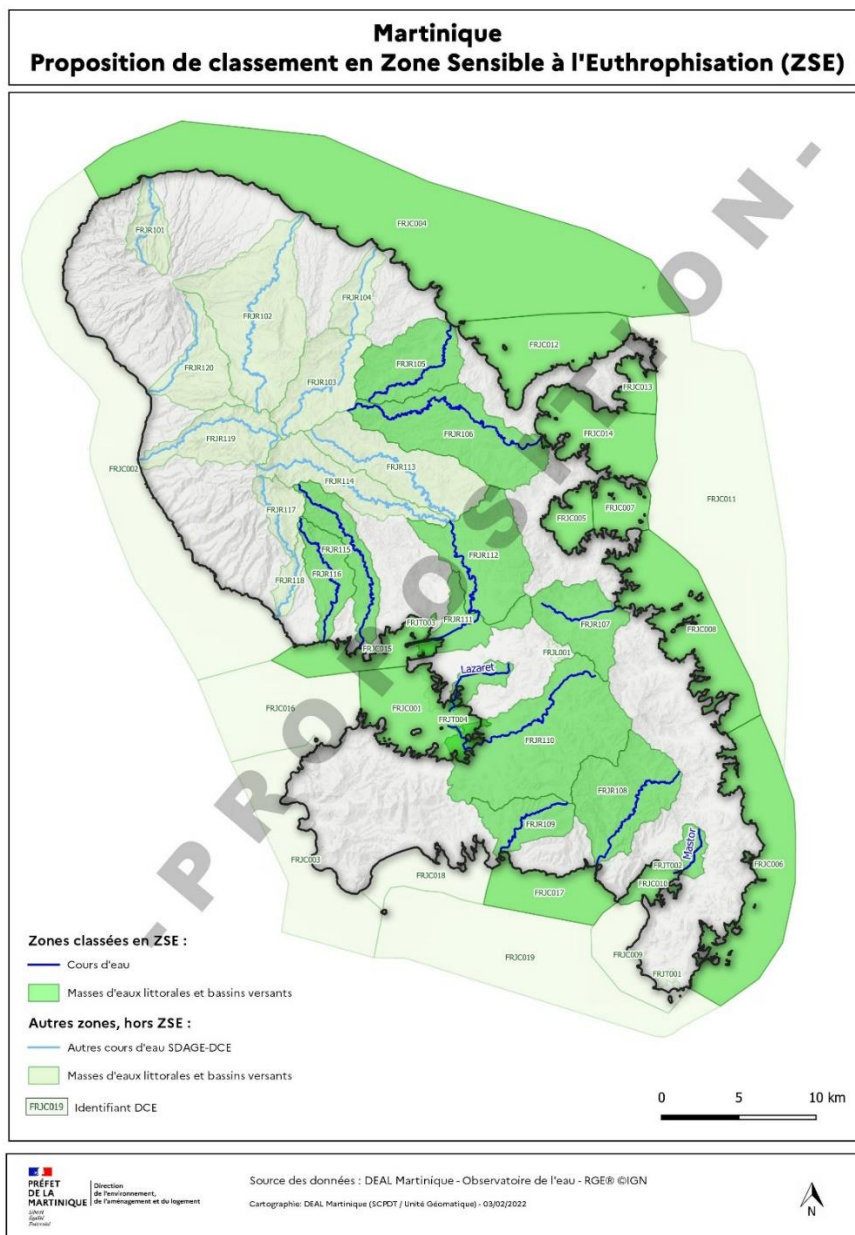 Martinique
Proposition de classement en Zone Sensible à l'Euthrophisation (ZSE)
- PROPOSITION -
FRJC004
FRJR101
FRJR104
FRJR102
FRJC012
FRJR105
FRJR120
FRJR103
FRJC013
FRJR106
FRJC014
FRJR119
FRJC002
FRJR113
FRJR114
FRJC011
FRJR117
FRJC005
FRJC007
FRJR115
FRJR112
FRJR116
FRJR118
FRJT003
FRJR111
FRJR107
FRJC008
FRJC015
FRJL001
Lazaret
FRJC016
FRJC001
FRJT004
FRJR110
FRJR108
FRJR109
Mastor
FRJC003
FRJT002
FRJC006
FRJC018
FRJC010
FRJC017
FRJC019
FRJC009
FRJT001
Zones classées en ZSE :
Cours d'eau
Masses d'eaux littorales et bassins versants
Autres zones, hors ZSE :
Autres cours d'eau SDAGE-DCE
Masses d'eaux littorales et bassins versants
FRJC019 Identifiant DCE
0 5 10 km
PRÉFET
DE LA
MARTINIQUE
Liberté
Égalité
Fraternité
Direction
de l'environnement,
de l'aménagement et du logement
Source des données : DEAL Martinique - Observatoire de l'eau - RGE® ©IGN
Cartographie: DEAL Martinique (SCPDT / Unité Géomatique) - 03/02/2022
N